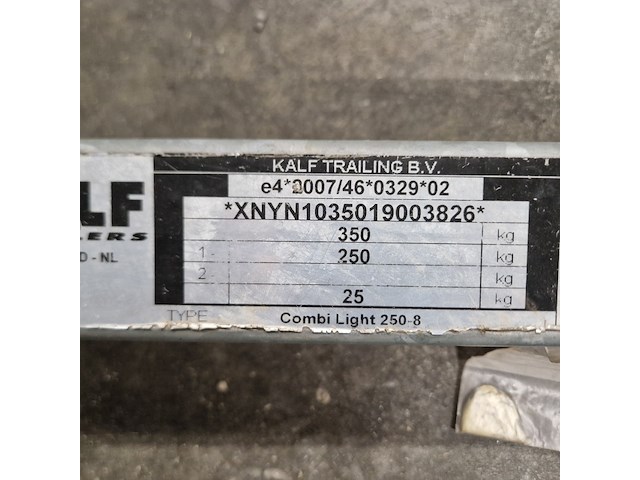 KALF TRAILING B.V.
e4*2007/46*0329*02
*XNYN1035019003826*
350 kg
1- 250 kg
2-
25 kg
TYPE Combi Light 250-8
LF
LERS
D - NL